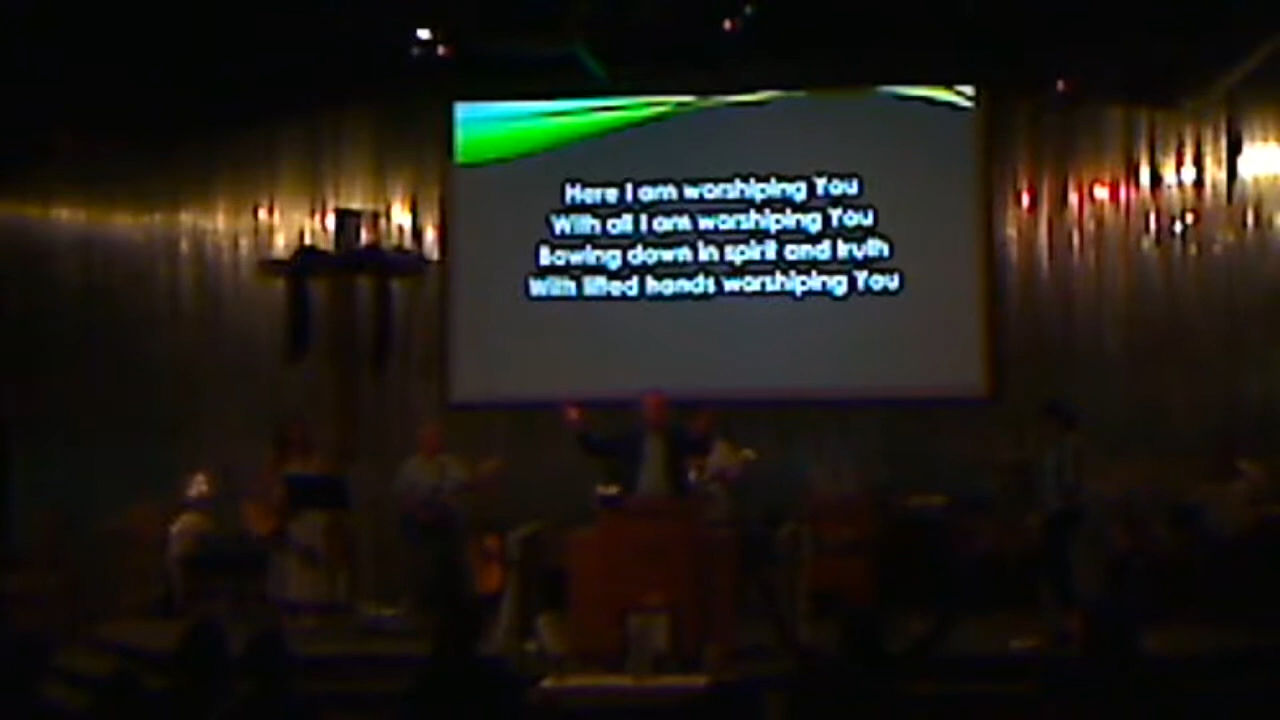 Here I am worshiping You
With all I am worshiping You
Bowing down in spirit and truth
With lifted hands worshiping You